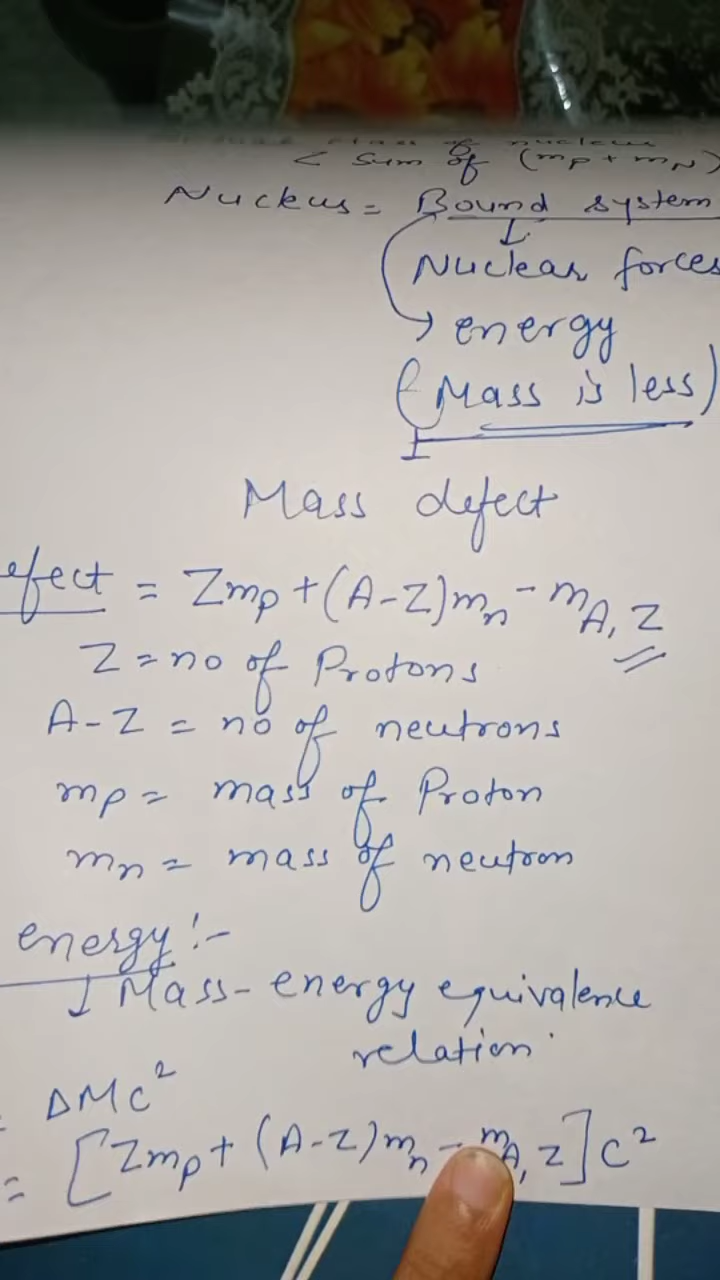 < sum of (mp + mN)
Nucleus = Bound system
↓
Nuclear forces
→ energy
(Mass is less)
Mass defect
efect = Zmp + (A-Z)mn - mA,Z
Z = no of Protons
A-Z = no of neutrons
mp = mass of Proton
mn = mass of neutron
energy :-
↓ Mass-energy equivalence
relation.
= ΔMC²
= [Zmp + (A-Z)mn - mA,Z]C²